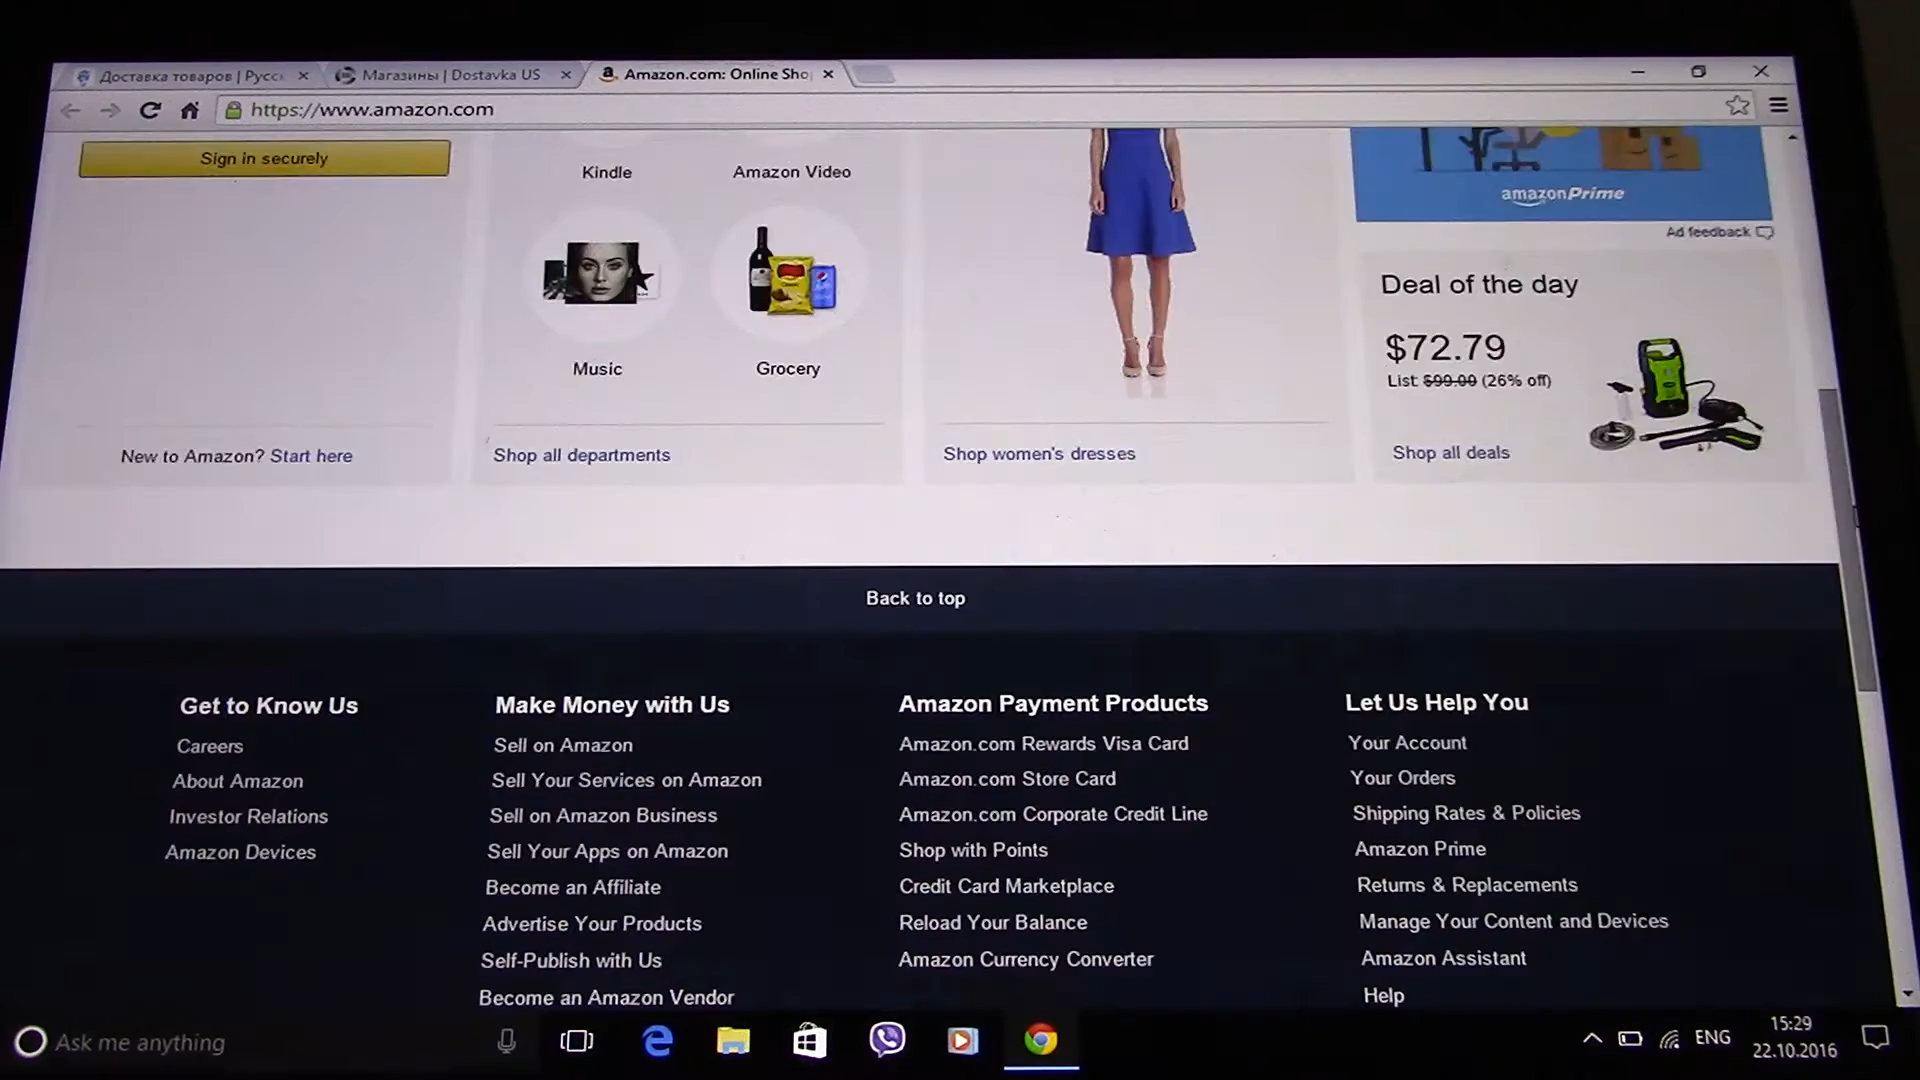 Доставка товаров | Русс
Магазины | Dostavka US
Amazon.com: Online Sho
https://www.amazon.com
Sign in securely
Kindle
Amazon Video
amazonPrime
Ad feedback
Deal of the day
$72.79
List: $99.00 (26% off)
Music
Grocery
New to Amazon? Start here
Shop all departments
Shop women's dresses
Shop all deals
Back to top
Get to Know Us
Careers
About Amazon
Investor Relations
Amazon Devices
Make Money with Us
Sell on Amazon
Sell Your Services on Amazon
Sell on Amazon Business
Sell Your Apps on Amazon
Become an Affiliate
Advertise Your Products
Self-Publish with Us
Become an Amazon Vendor
Amazon Payment Products
Amazon.com Rewards Visa Card
Amazon.com Store Card
Amazon.com Corporate Credit Line
Shop with Points
Credit Card Marketplace
Reload Your Balance
Amazon Currency Converter
Let Us Help You
Your Account
Your Orders
Shipping Rates & Policies
Amazon Prime
Returns & Replacements
Manage Your Content and Devices
Amazon Assistant
Help
Ask me anything
ENG
15:29
22.10.2016